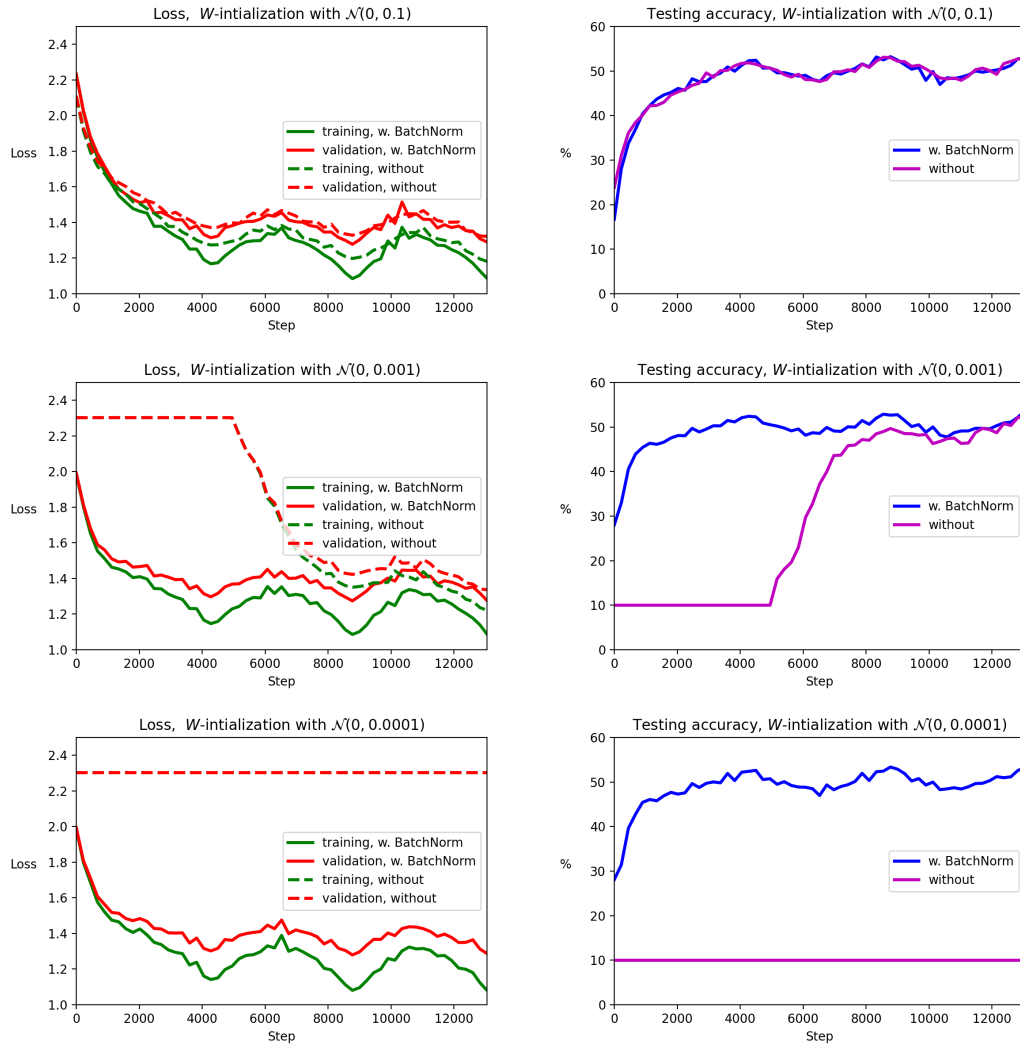 Loss,  W-intialization with 𝒩(0, 0.1)
2.4
2.2
2.0
1.8
Loss
1.6
1.4
1.2
1.0
training, w. BatchNorm
validation, w. BatchNorm
training, without
validation, without
0 2000 4000 6000 8000 10000 12000
Step
Testing accuracy, W-intialization with 𝒩(0, 0.1)
60
50
40
%
30
20
10
0
w. BatchNorm
without
0 2000 4000 6000 8000 10000 12000
Step
Loss,  W-intialization with 𝒩(0, 0.001)
2.4
2.2
2.0
1.8
Loss
1.6
1.4
1.2
1.0
training, w. BatchNorm
validation, w. BatchNorm
training, without
validation, without
0 2000 4000 6000 8000 10000 12000
Step
Testing accuracy, W-intialization with 𝒩(0, 0.001)
60
50
40
%
30
20
10
0
w. BatchNorm
without
0 2000 4000 6000 8000 10000 12000
Step
Loss,  W-intialization with 𝒩(0, 0.0001)
2.4
2.2
2.0
1.8
Loss
1.6
1.4
1.2
1.0
training, w. BatchNorm
validation, w. BatchNorm
training, without
validation, without
0 2000 4000 6000 8000 10000 12000
Step
Testing accuracy, W-intialization with 𝒩(0, 0.0001)
60
50
40
%
30
20
10
0
w. BatchNorm
without
0 2000 4000 6000 8000 10000 12000
Step